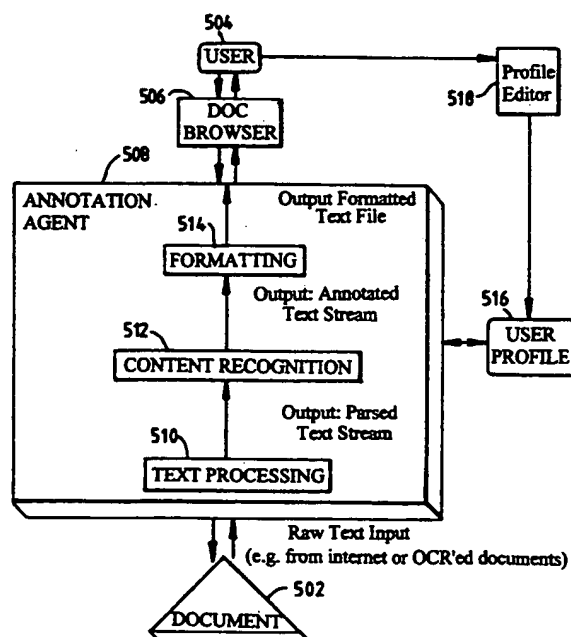 504
USER
506
DOC
BROWSER
518
Profile
Editor
508
ANNOTATION
AGENT
Output Formatted
Text File
514
FORMATTING
Output: Annotated
Text Stream
512
CONTENT RECOGNITION
516
USER
PROFILE
Output: Parsed
Text Stream
510
TEXT PROCESSING
Raw Text Input
(e.g. from internet or OCR'ed documents)
502
DOCUMENT